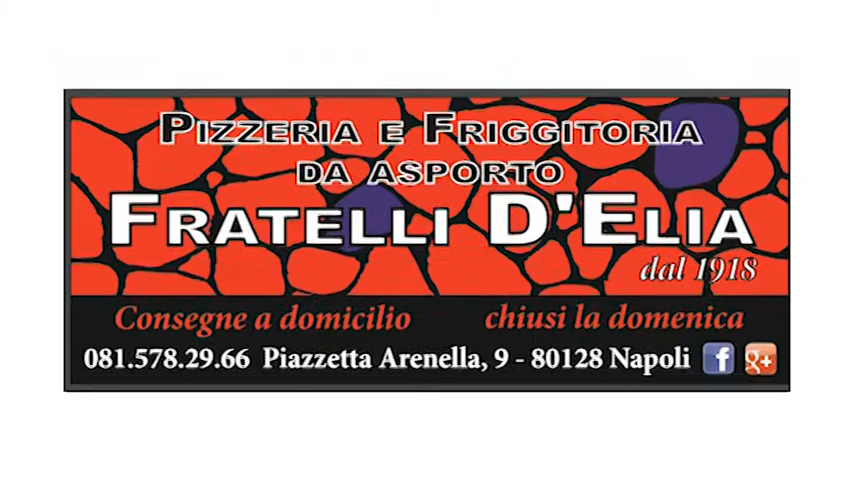 PIZZERIA E FRIGGITORIA
DA ASPORTO
FRATELLI D'ELIA
dal 1918
Consegne a domicilio chiusi la domenica
081.578.29.66 Piazzetta Arenella, 9 - 80128 Napoli f g+